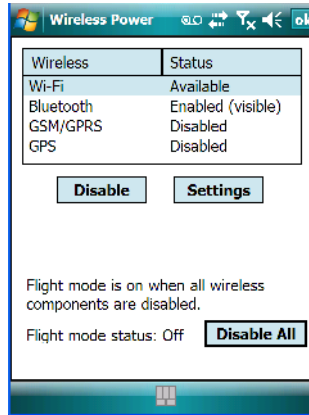 Wireless Power
ok
Wireless Status
Wi-Fi Available
Bluetooth Enabled (visible)
GSM/GPRS Disabled
GPS Disabled
Disable Settings
Flight mode is on when all wireless
components are disabled.
Flight mode status: Off Disable All